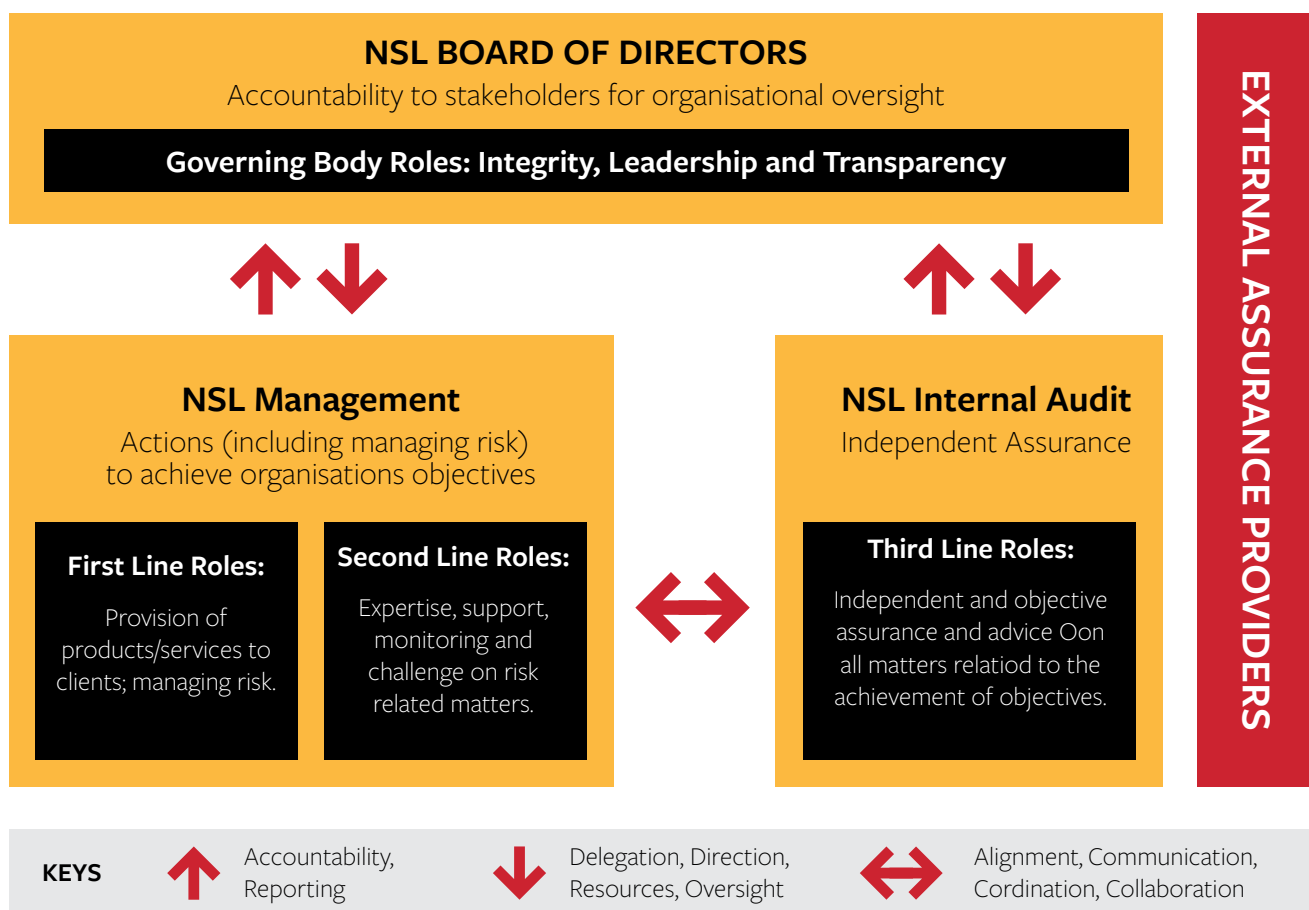 NSL BOARD OF DIRECTORS
Accountability to stakeholders for organisational oversight
Governing Body Roles: Integrity, Leadership and Transparency
NSL Management
Actions (including managing risk)
to achieve organisations objectives
First Line Roles:
Provision of
products/services to
clients; managing risk.
Second Line Roles:
Expertise, support,
monitoring and
challenge on risk
related matters.
NSL Internal Audit
Independent Assurance
Third Line Roles:
Independent and objective
assurance and advice Oon
all matters relatiod to the
achievement of objectives.
EXTERNAL ASSURANCE PROVIDERS
KEYS
Accountability,
Reporting
Delegation, Direction,
Resources, Oversight
Alignment, Communication,
Cordination, Collaboration